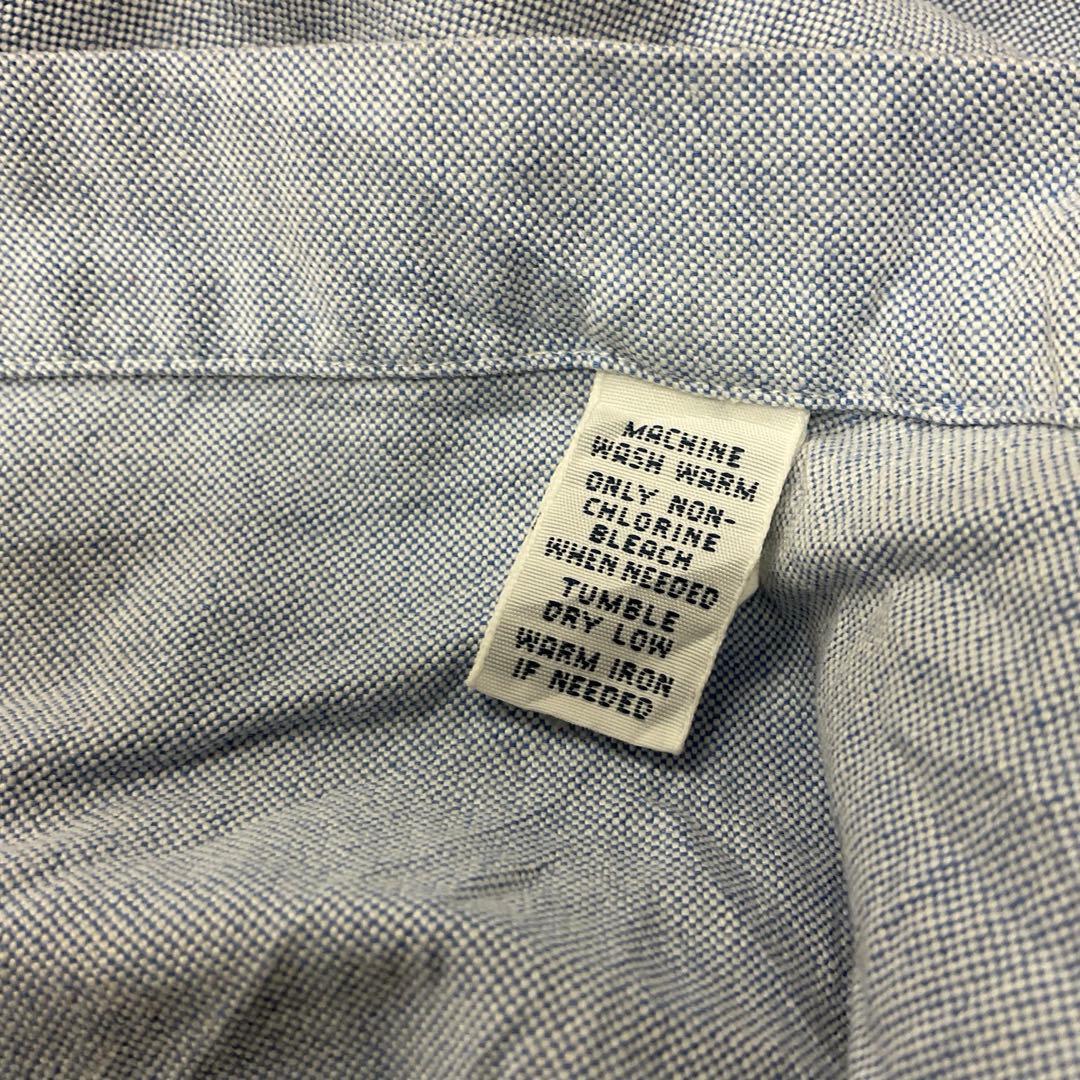 MACHINE
WASH WARM
ONLY NON-
CHLORINE
BLEACH
WHEN NEEDED
TUMBLE
DRY LOW
WARM IRON
IF NEEDED